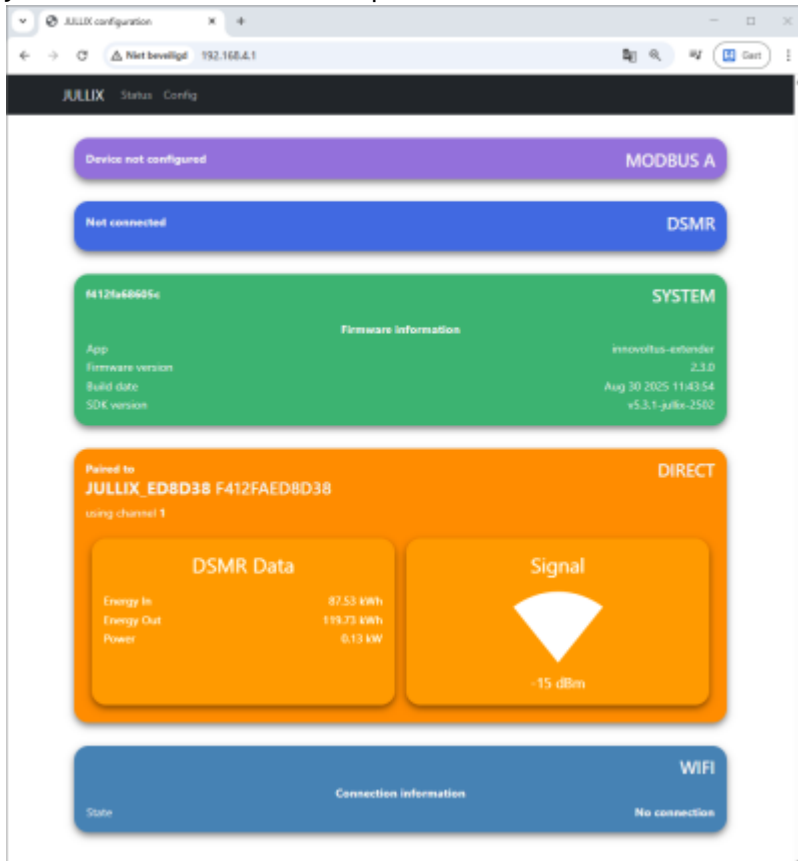 JULLIX configuration
Niet beveiligd 192.168.4.1
Gert
JULLIX Status Config
Device not configured MODBUS A
Not connected DSMR
f412fa68605c SYSTEM
Firmware information
App innovoltus-extender
Firmware version 2.3.0
Build date Aug 30 2025 11:43:54
SDK version v5.3.1-jullix-2502
Paired to DIRECT
JULLIX_ED8D38 F412FAED8D38
using channel 1
DSMR Data
Energy In 87.53 kWh
Energy Out 119.73 kWh
Power 0.13 kW
Signal
-15 dBm
WIFI
Connection information
State No connection